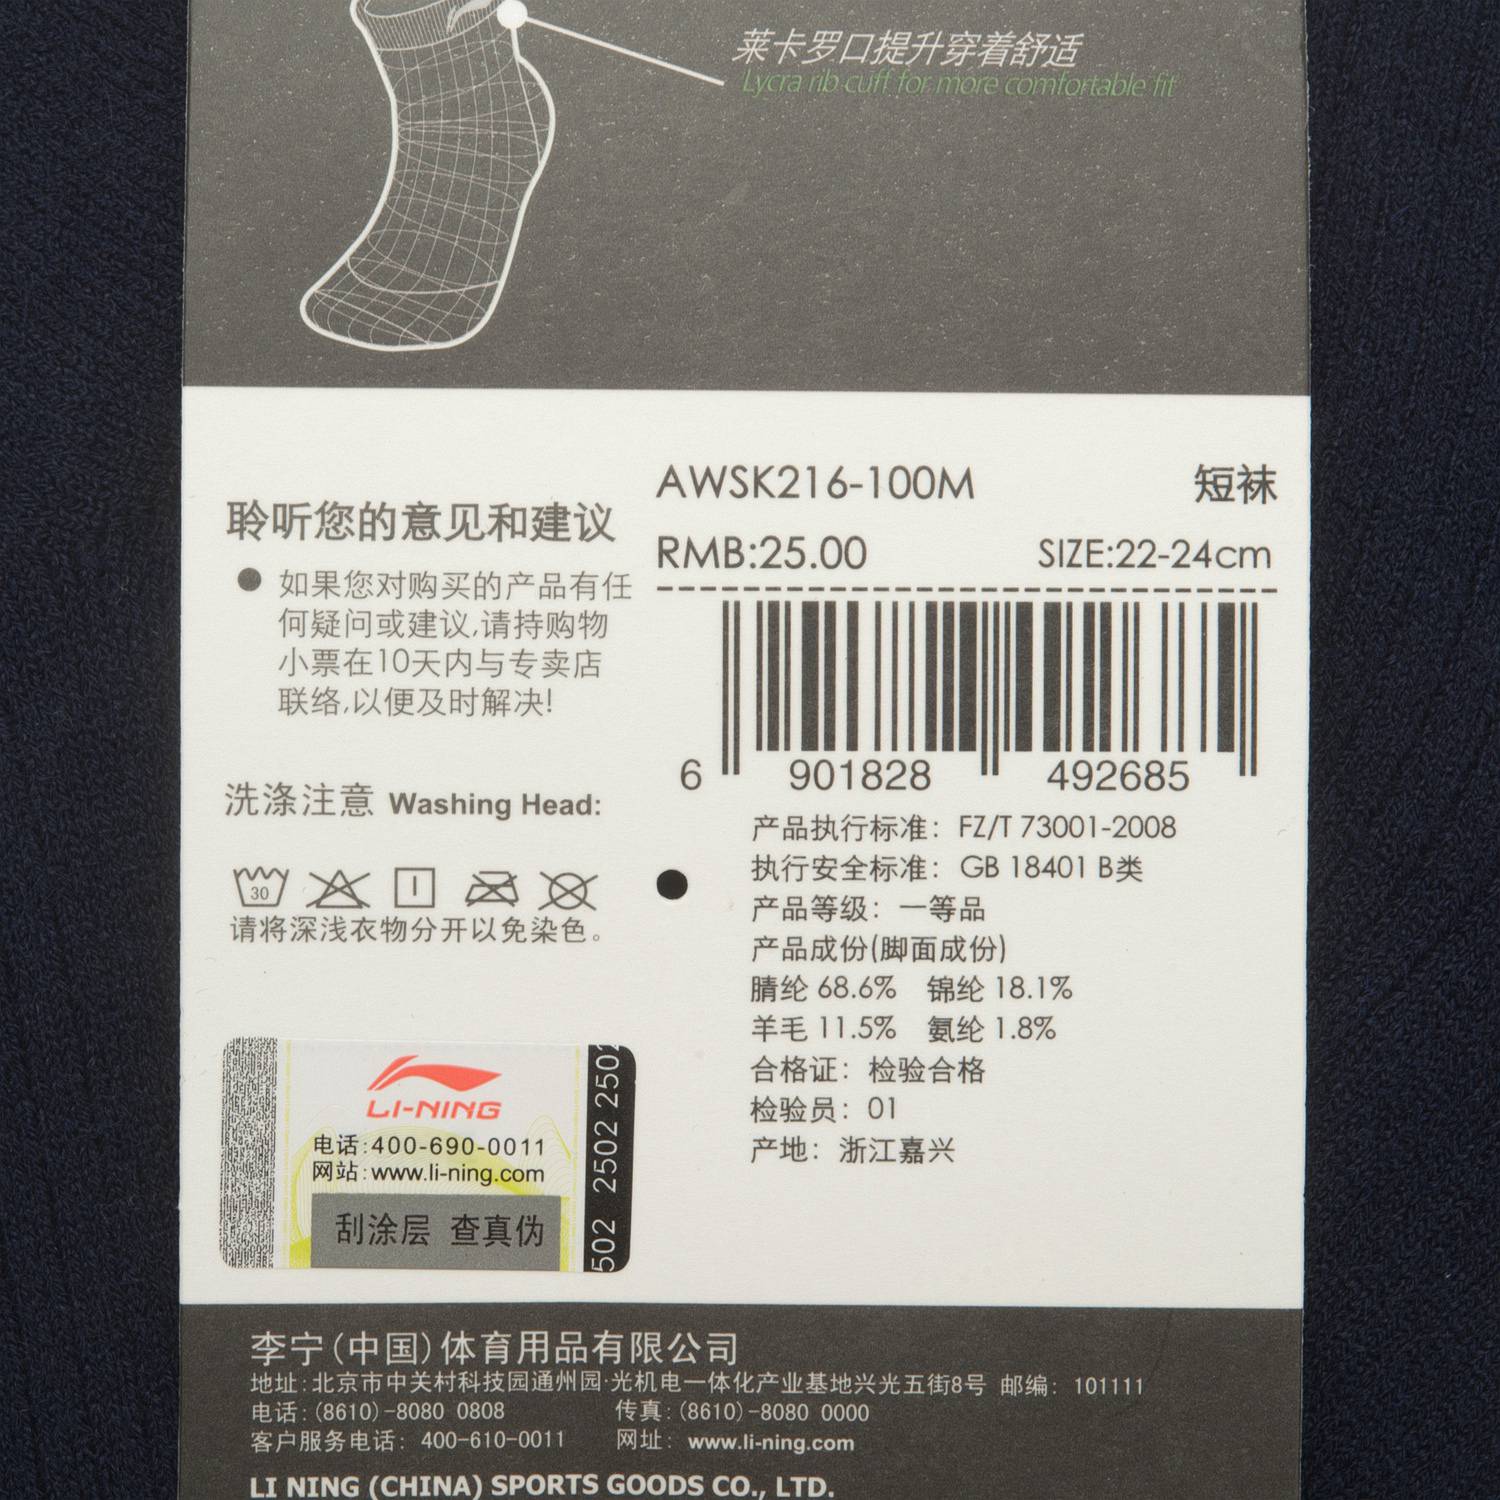 莱卡罗口提升穿着舒适
Lycra rib cuff for more comfortable fit
AWSK216-100M 短袜
RMB:25.00 SIZE:22-24cm
6 901828 492685
聆听您的意见和建议
如果您对购买的产品有任
何疑问或建议,请持购物
小票在10天内与专卖店
联络,以便及时解决!
洗涤注意 Washing Head:
30
请将深浅衣物分开以免染色。
产品执行标准：FZ/T 73001-2008
执行安全标准：GB 18401 B类
产品等级：一等品
产品成份(脚面成份)
腈纶 68.6% 锦纶 18.1%
羊毛 11.5% 氨纶 1.8%
合格证：检验合格
检验员：01
产地：浙江嘉兴
LI-NING
电话:400-690-0011
网站:www.li-ning.com
刮涂层 查真伪
502 2502 2502
李宁(中国)体育用品有限公司
地址:北京市中关村科技园通州园·光机电一体化产业基地兴光五街8号 邮编: 101111
电话:(8610)-8080 0808 传真:(8610)-8080 0000
客户服务电话: 400-610-0011 网址: www.li-ning.com
LI NING (CHINA) SPORTS GOODS CO., LTD.